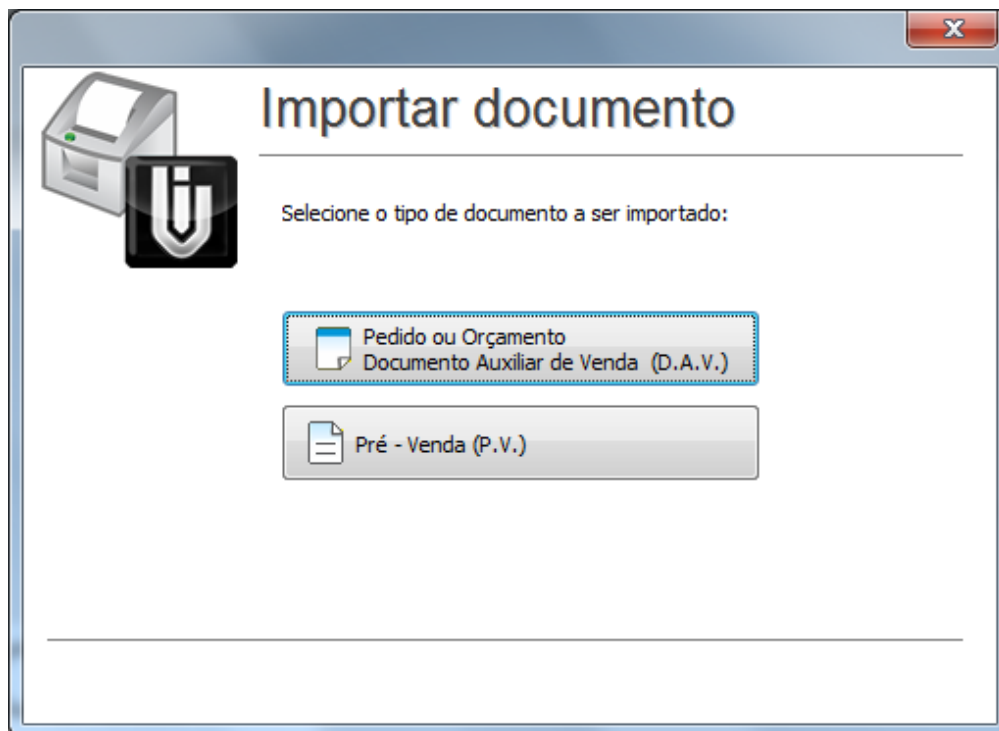 Importar documento
Selecione o tipo de documento a ser importado:
Pedido ou Orçamento
Documento Auxiliar de Venda (D.A.V.)
Pré - Venda (P.V.)